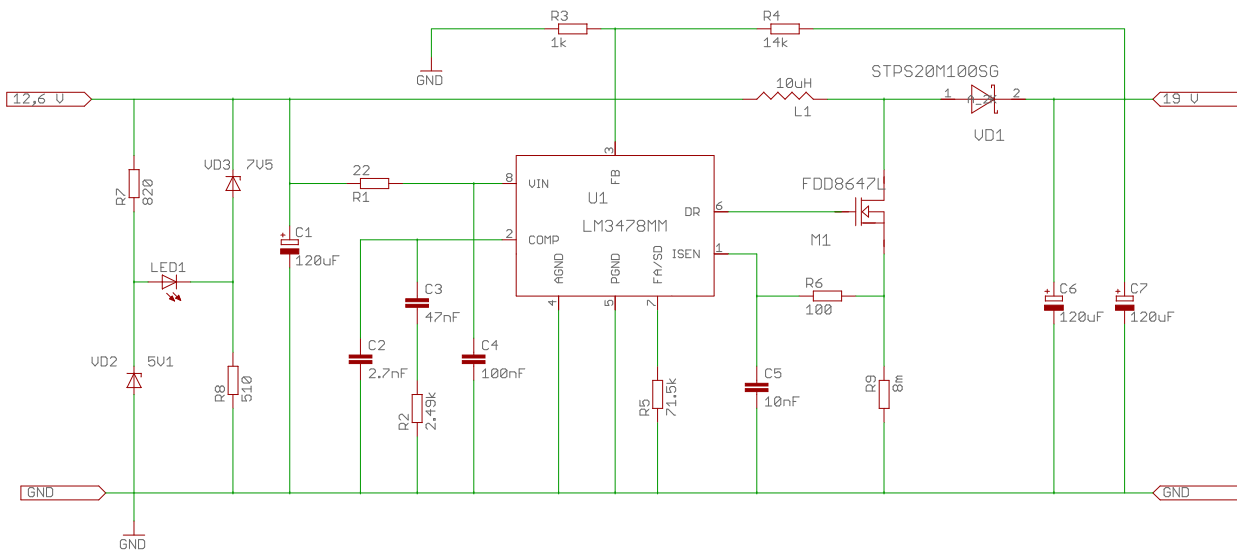 R3
1k
GND
R4
14k
12,6 V
10uH
L1
STPS20M100SG
1
A_2K
2
VD1
19 V
R7
820
VD3
7V5
22
R1
8
VIN
3
FB
U1
LM3478MM
DR
6
FDD8647L
M1
2
COMP
ISEN
1
AGND
PGND
FA/SD
4
5
7
C1
120uF
LED1
C3
47nF
R6
100
C6
120uF
C7
120uF
VD2
5V1
R8
510
C2
2.7nF
R2
2.49k
C4
100nF
R5
71.5k
C5
10nF
R9
8m
GND
GND
GND